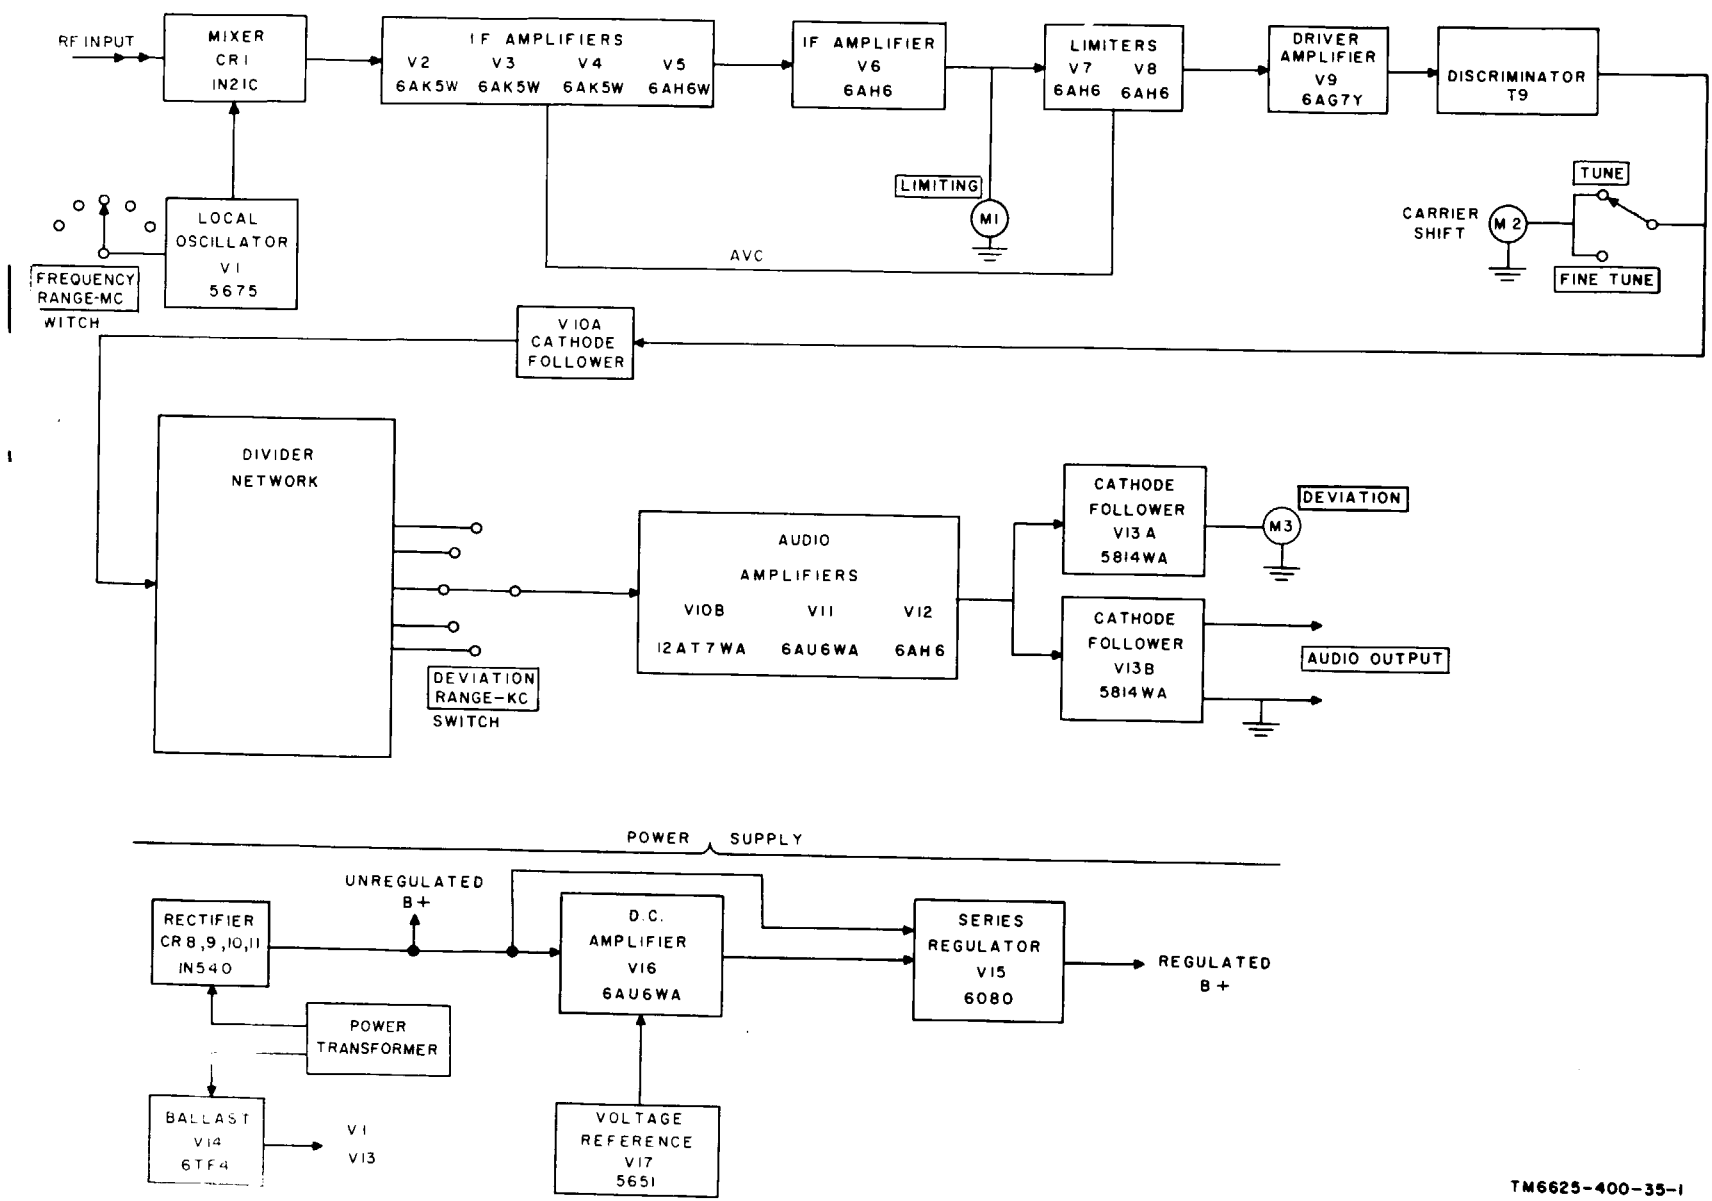 RF INPUT
MIXER
CR1
IN21C
IF AMPLIFIERS
V2 V3 V4 V5
6AK5W 6AK5W 6AK5W 6AH6W
IF AMPLIFIER
V6
6AH6
LIMITERS
V7 V8
6AH6 6AH6
DRIVER
AMPLIFIER
V9
6AG7Y
DISCRIMINATOR
T9
LIMITING
M1
TUNE
CARRIER
SHIFT
M2
FINE TUNE
LOCAL
OSCILLATOR
V1
5675
FREQUENCY
RANGE-MC
WITCH
AVC
V10A
CATHODE
FOLLOWER
DIVIDER
NETWORK
DEVIATION
RANGE-KC
SWITCH
AUDIO
AMPLIFIERS
V10B V11 V12
12AT7WA 6AU6WA 6AH6
CATHODE
FOLLOWER
V13A
5814WA
DEVIATION
M3
CATHODE
FOLLOWER
V13B
5814WA
AUDIO OUTPUT
POWER SUPPLY
UNREGULATED
B+
RECTIFIER
CR8,9,10,11
IN540
D.C.
AMPLIFIER
V16
6AU6WA
SERIES
REGULATOR
V15
6080
REGULATED
B+
POWER
TRANSFORMER
BALLAST
V14
6TF4
V1
V13
VOLTAGE
REFERENCE
V17
5651
TM6625-400-35-1